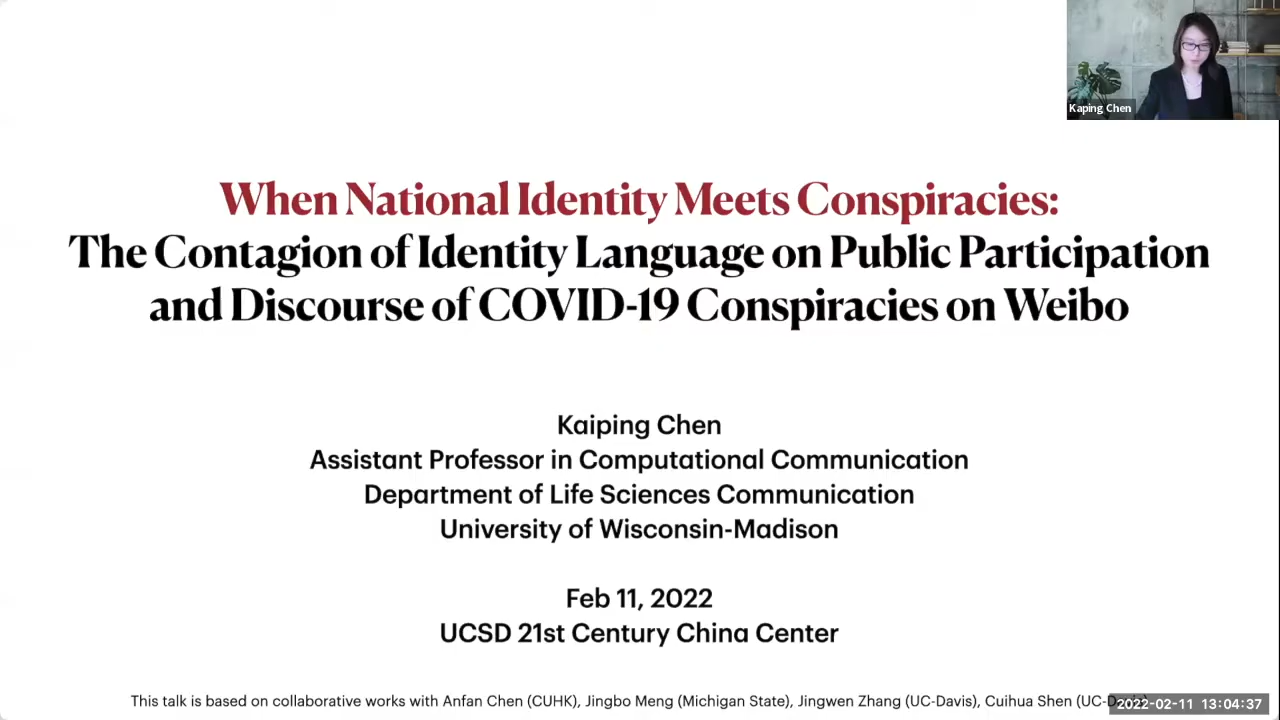 Kaping Chen
When National Identity Meets Conspiracies:
The Contagion of Identity Language on Public Participation
and Discourse of COVID-19 Conspiracies on Weibo
Kaiping Chen
Assistant Professor in Computational Communication
Department of Life Sciences Communication
University of Wisconsin-Madison
Feb 11, 2022
UCSD 21st Century China Center
This talk is based on collaborative works with Anfan Chen (CUHK), Jingbo Meng (Michigan State), Jingwen Zhang (UC-Davis), Cuihua Shen (UC-Davis)
2022-02-11 13:04:37